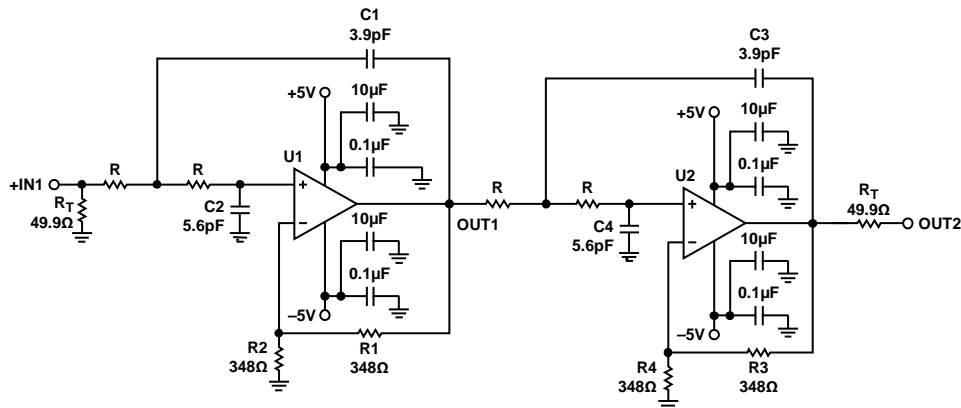 C1
3.9pF
+5V
10µF
0.1µF
U1
+IN1
R
R
RT
49.9Ω
C2
5.6pF
+
–
10µF
0.1µF
–5V
R2
348Ω
R1
348Ω
OUT1
C3
3.9pF
+5V
10µF
0.1µF
U2
R
R
C4
5.6pF
+
–
10µF
0.1µF
–5V
R4
348Ω
R3
348Ω
RT
49.9Ω
OUT2